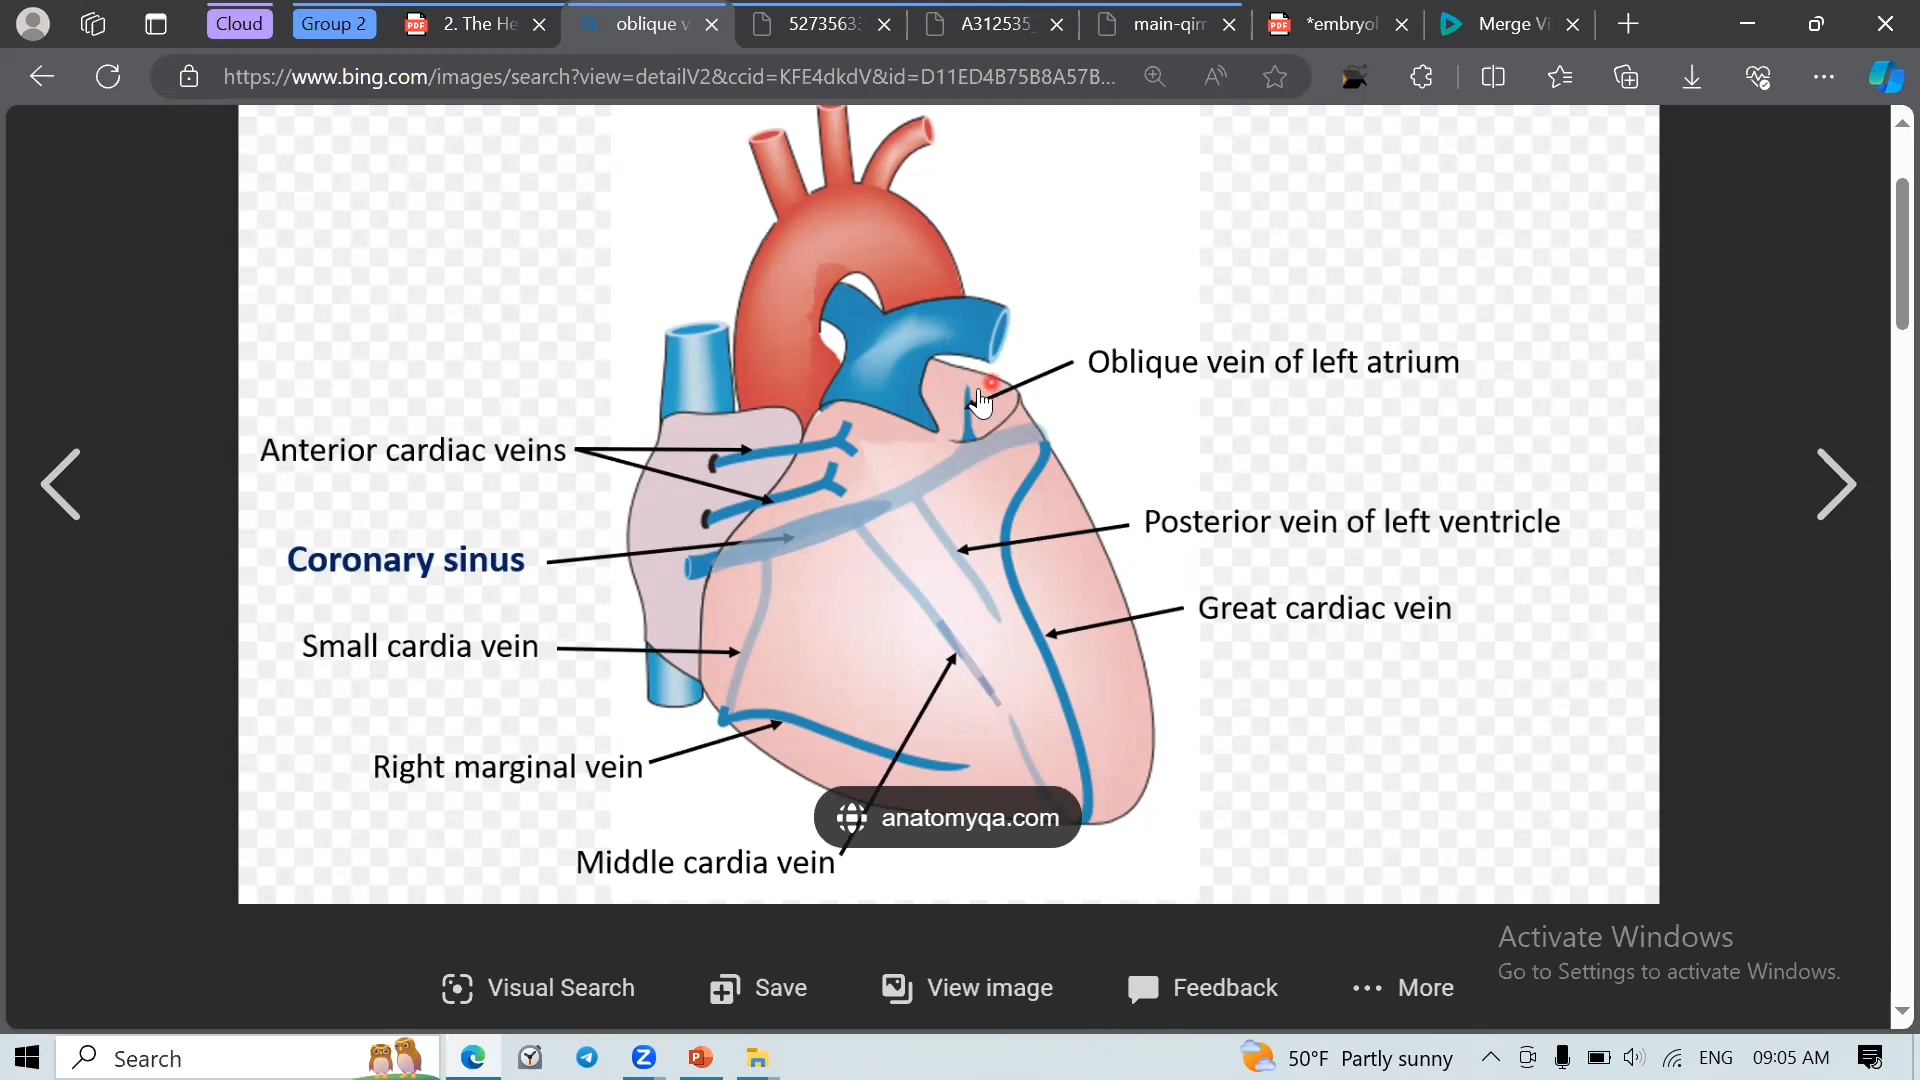 Cloud
Group 2
2. The He
oblique v
52735633
A312535_
main-qim
*embryol
Merge Vi
https://www.bing.com/images/search?view=detailV2&ccid=KFE4dkdV&id=D11ED4B75B8A57B...
Oblique vein of left atrium
Anterior cardiac veins
Posterior vein of left ventricle
Coronary sinus
Great cardiac vein
Small cardia vein
Right marginal vein
anatomyqa.com
Middle cardia vein
Activate Windows
Go to Settings to activate Windows.
Visual Search
Save
View image
Feedback
More
Search
50°F Partly sunny
ENG
09:05 AM